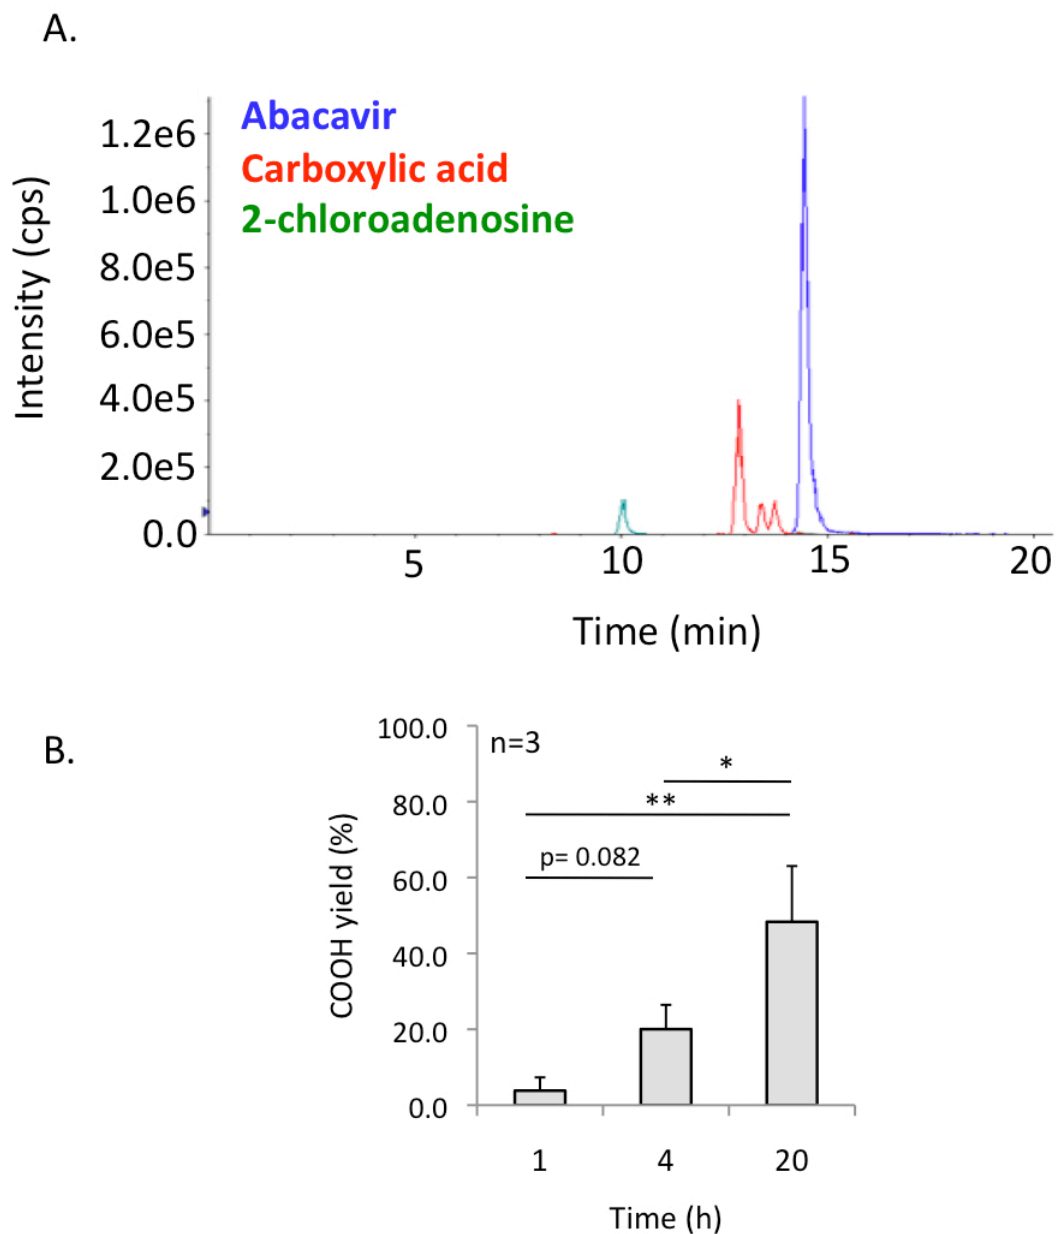 A.
Abacavir
Carboxylic acid
2-chloroadenosine
Intensity (cps)
1.2e6
1.0e6
8.0e5
6.0e5
4.0e5
2.0e5
0.0
5 10 15 20
Time (min)
B.
n=3
COOH yield (%)
100.0
80.0
60.0
40.0
20.0
0.0
*
**
p= 0.082
1 4 20
Time (h)